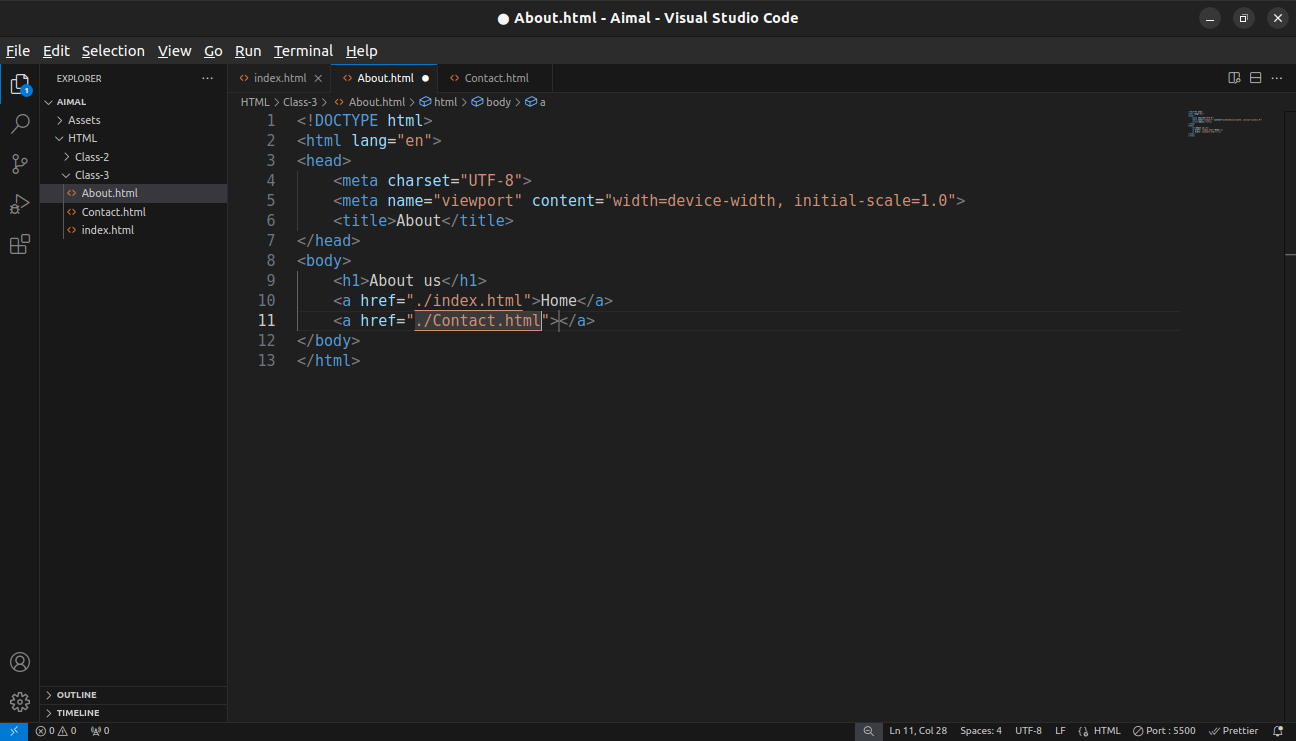 ● About.html - Aimal - Visual Studio Code
File Edit Selection View Go Run Terminal Help
1
EXPLORER
AIMAL
Assets
HTML
Class-2
Class-3
About.html
Contact.html
index.html
OUTLINE
TIMELINE
index.html About.html Contact.html
HTML > Class-3 > About.html > html > body > a
1 <!DOCTYPE html>
2 <html lang="en">
3 <head>
4 <meta charset="UTF-8">
5 <meta name="viewport" content="width=device-width, initial-scale=1.0">
6 <title>About</title>
7 </head>
8 <body>
9 <h1>About us</h1>
10 <a href="./index.html">Home</a>
11 <a href="./Contact.html"></a>
12 </body>
13 </html>
0 0 0 Ln 11, Col 28 Spaces: 4 UTF-8 LF HTML Port : 5500 Prettier